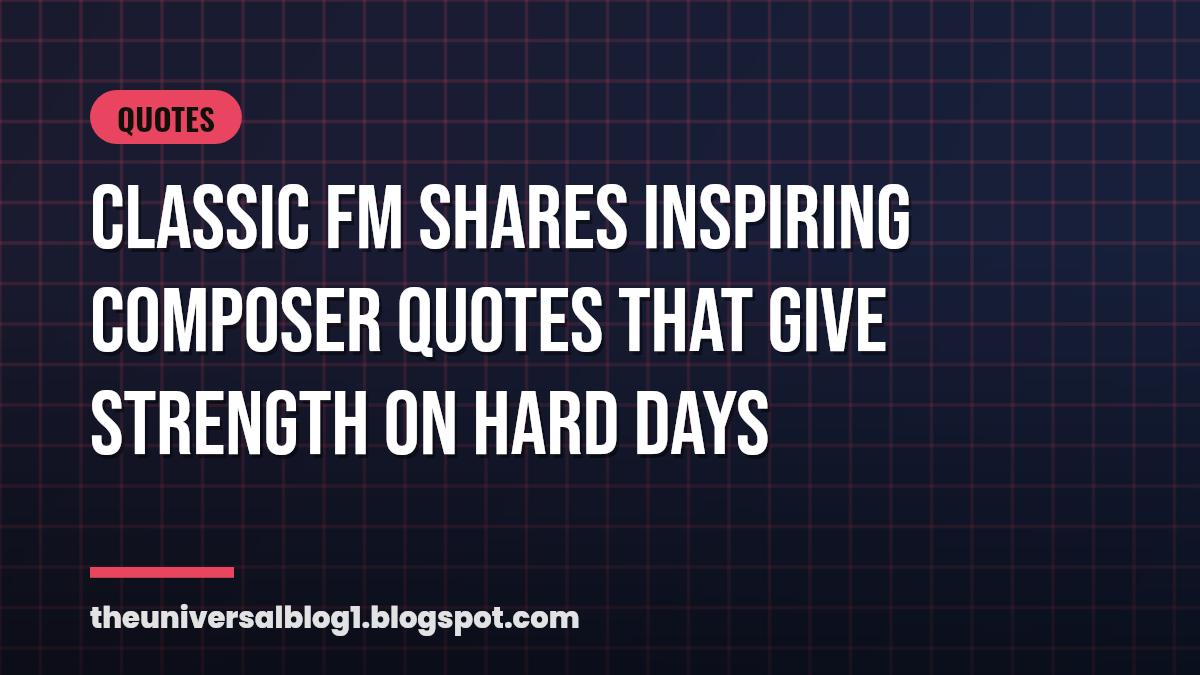 QUOTES
CLASSIC FM SHARES INSPIRING
COMPOSER QUOTES THAT GIVE
STRENGTH ON HARD DAYS
theuniversalblog1.blogspot.com